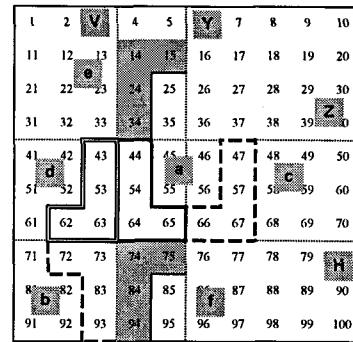 1 2 V 4 5 Y 7 8 9 10
11 12 13 14 15 16 17 18 19 20
e
21 22 23 24 25 26 27 28 29 30
Z
31 32 33 34 35 36 37 38 39
41 42 43 44 45 46 47 48 49 50
d a c
52 53 54 55 56 57 59 60
61 62 63 64 65 66 67 68 69 70
71 72 73 74 75 76 77 78 79
H
82 83 84 85 87 88 89 90
b f
91 92 93 94 95 96 97 98 99 100